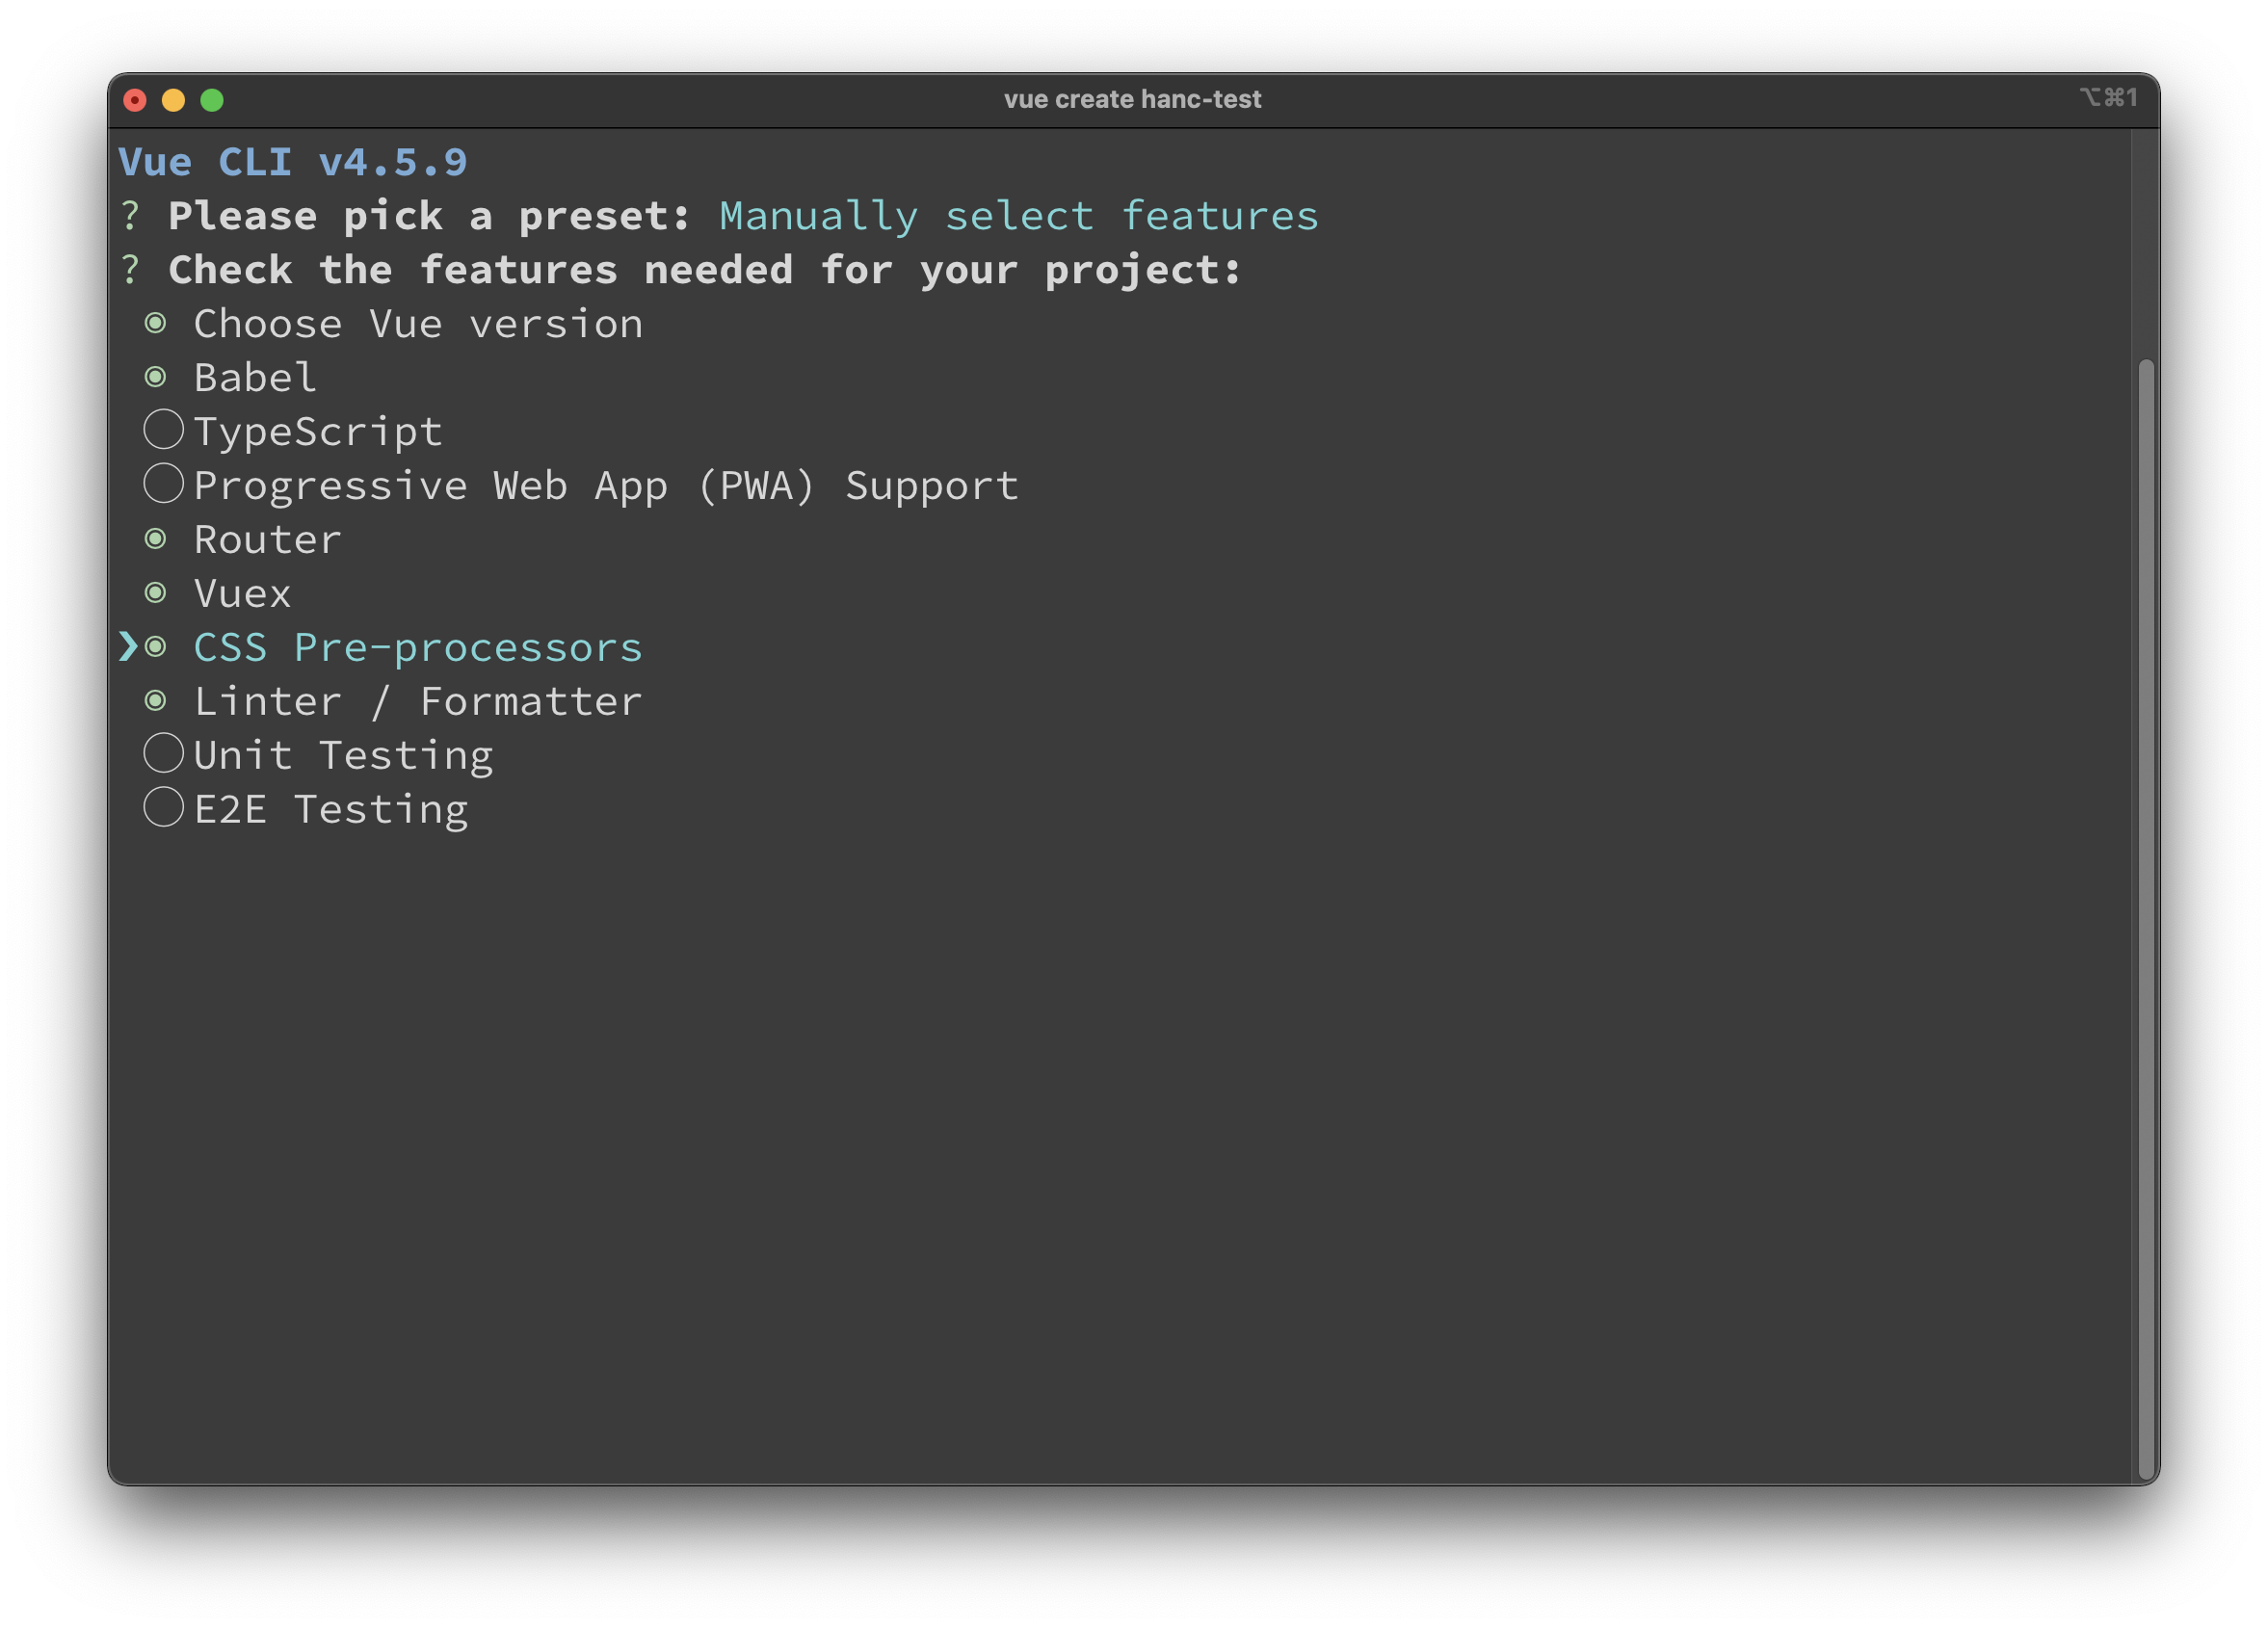 vue create hanc-test
⌥⌘1
Vue CLI v4.5.9
? Please pick a preset: Manually select features
? Check the features needed for your project:
◉ Choose Vue version
◉ Babel
◯ TypeScript
◯ Progressive Web App (PWA) Support
◉ Router
◉ Vuex
❯◉ CSS Pre-processors
◉ Linter / Formatter
◯ Unit Testing
◯ E2E Testing